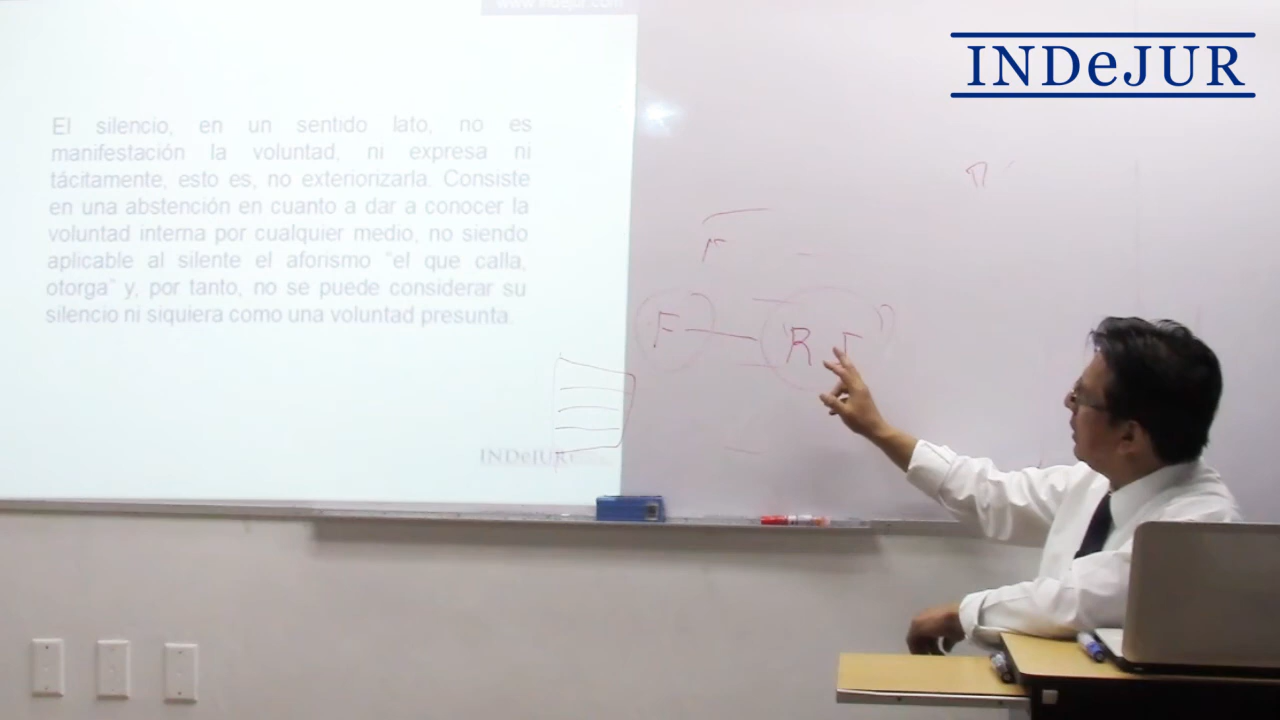 www.indejur.com
INDeJUR
El silencio, en un sentido lato, no es
manifestación la voluntad, ni expresa ni
tácitamente, esto es, no exteriorizarla. Consiste
en una abstención en cuanto a dar a conocer la
voluntad interna por cualquier medio, no siendo
aplicable al silente el aforismo "el que calla,
otorga" y, por tanto, no se puede considerar su
silencio ni siquiera como una voluntad presunta.
F
R
INDeJUR